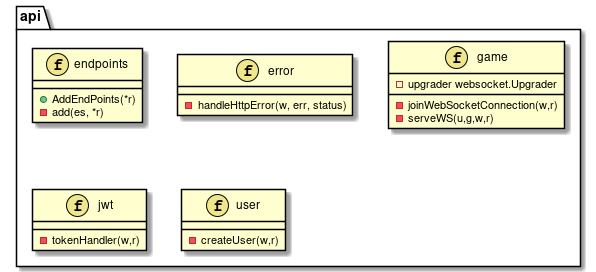 api
f endpoints
AddEndPoints(*r)
add(es, *r)
f error
handleHttpError(w, err, status)
f game
upgrader websocket.Upgrader
joinWebSocketConnection(w,r)
serveWS(u,g,w,r)
f jwt
tokenHandler(w,r)
f user
createUser(w,r)